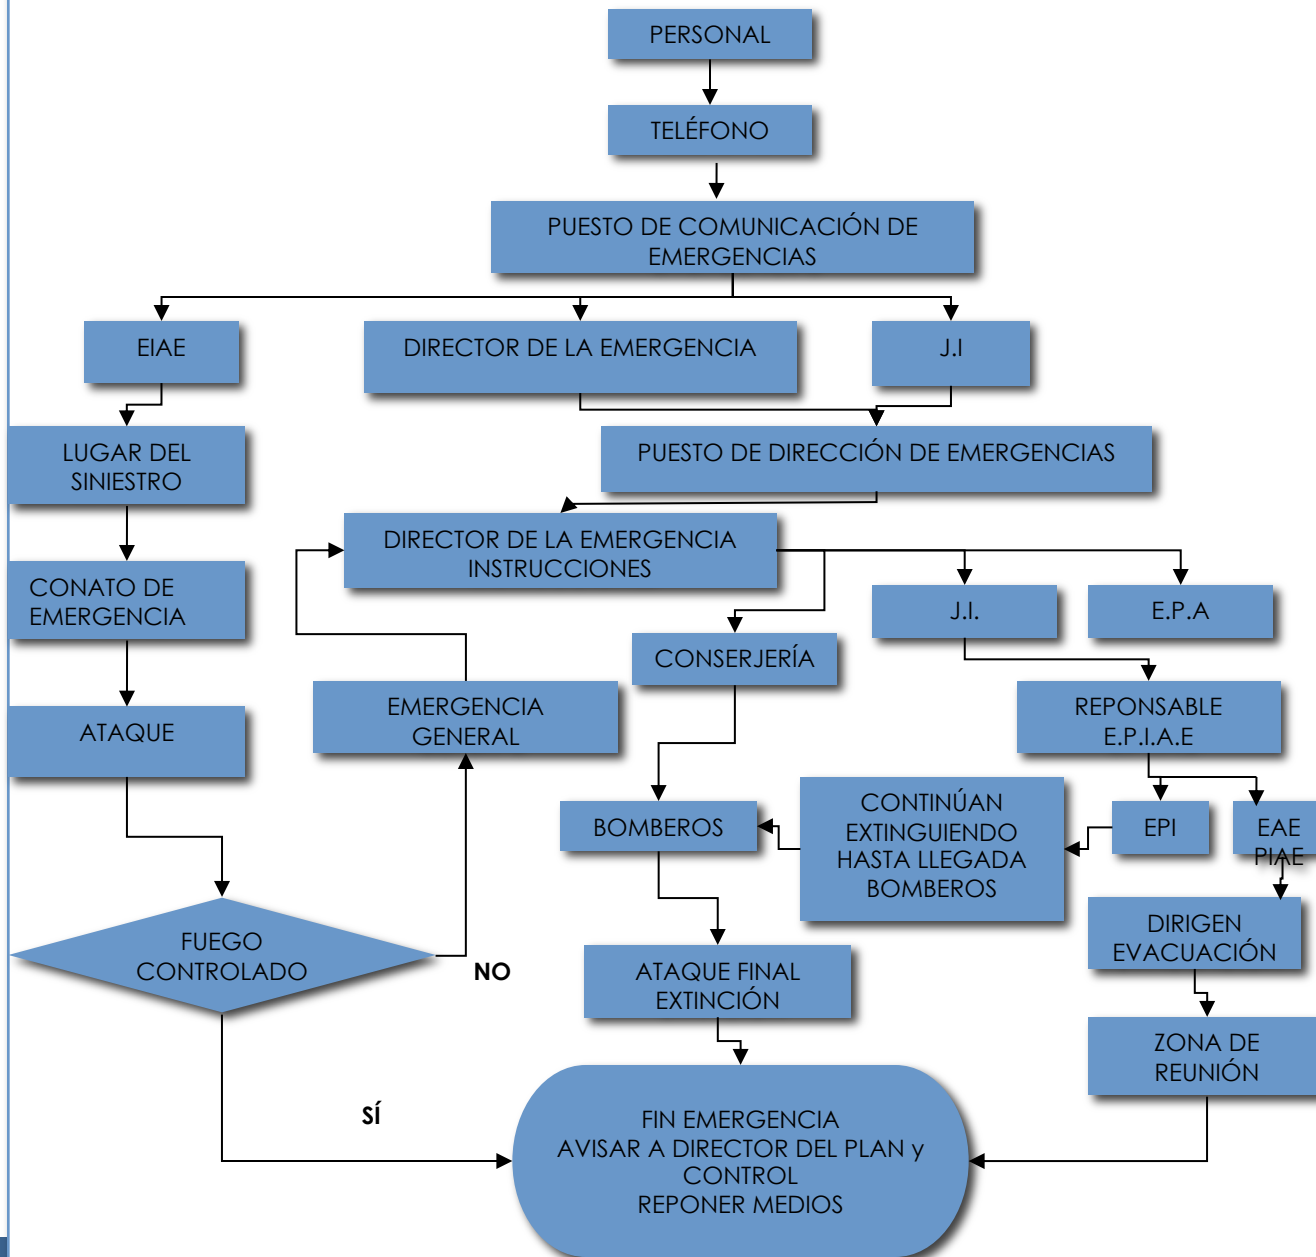 PERSONAL
TELÉFONO
PUESTO DE COMUNICACIÓN DE
EMERGENCIAS
EIAE
DIRECTOR DE LA EMERGENCIA
J.I
LUGAR DEL
SINIESTRO
PUESTO DE DIRECCIÓN DE EMERGENCIAS
DIRECTOR DE LA EMERGENCIA
INSTRUCCIONES
CONATO DE
EMERGENCIA
J.I.
E.P.A
CONSERJERÍA
ATAQUE
EMERGENCIA
GENERAL
REPONSABLE
E.P.I.A.E
CONTINÚAN
EXTINGUIENDO
HASTA LLEGADA
BOMBEROS
BOMBEROS
EPI
EAE
PIAE
FUEGO
CONTROLADO
NO
ATAQUE FINAL
EXTINCIÓN
DIRIGEN
EVACUACIÓN
ZONA DE
REUNIÓN
SÍ
FIN EMERGENCIA
AVISAR A DIRECTOR DEL PLAN y
CONTROL
REPONER MEDIOS